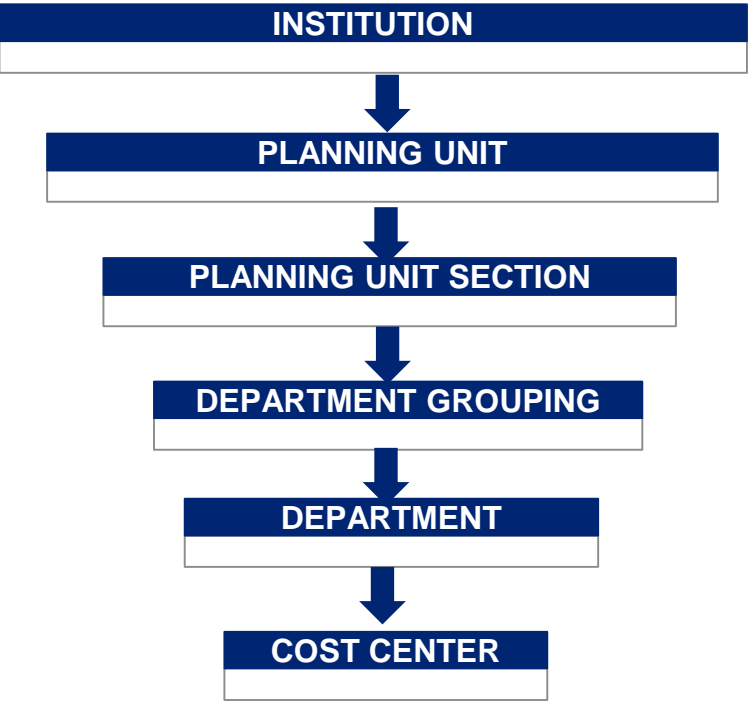 INSTITUTION
PLANNING UNIT
PLANNING UNIT SECTION
DEPARTMENT GROUPING
DEPARTMENT
COST CENTER